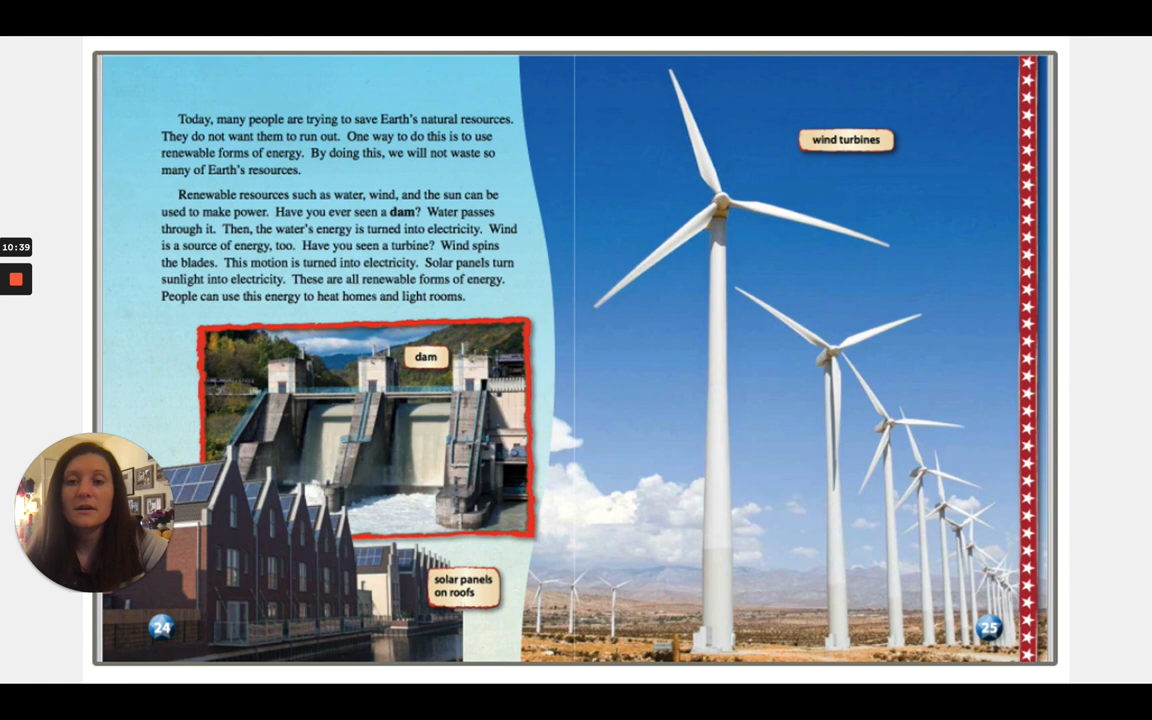 Today, many people are trying to save Earth's natural resources.
They do not want them to run out. One way to do this is to use
renewable forms of energy. By doing this, we will not waste so
many of Earth's resources.
Renewable resources such as water, wind, and the sun can be
used to make power. Have you ever seen a dam? Water passes
through it. Then, the water's energy is turned into electricity. Wind
is a source of energy, too. Have you seen a turbine? Wind spins
the blades. This motion is turned into electricity. Solar panels turn
sunlight into electricity. These are all renewable forms of energy.
People can use this energy to heat homes and light rooms.
wind turbines
10:39
dam
solar panels
on roofs
24
25